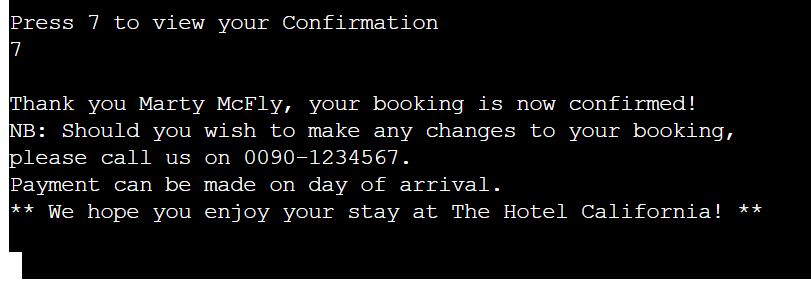 Press 7 to view your Confirmation
7
Thank you Marty McFly, your booking is now confirmed!
NB: Should you wish to make any changes to your booking,
please call us on 0090-1234567.
Payment can be made on day of arrival.
** We hope you enjoy your stay at The Hotel California! **